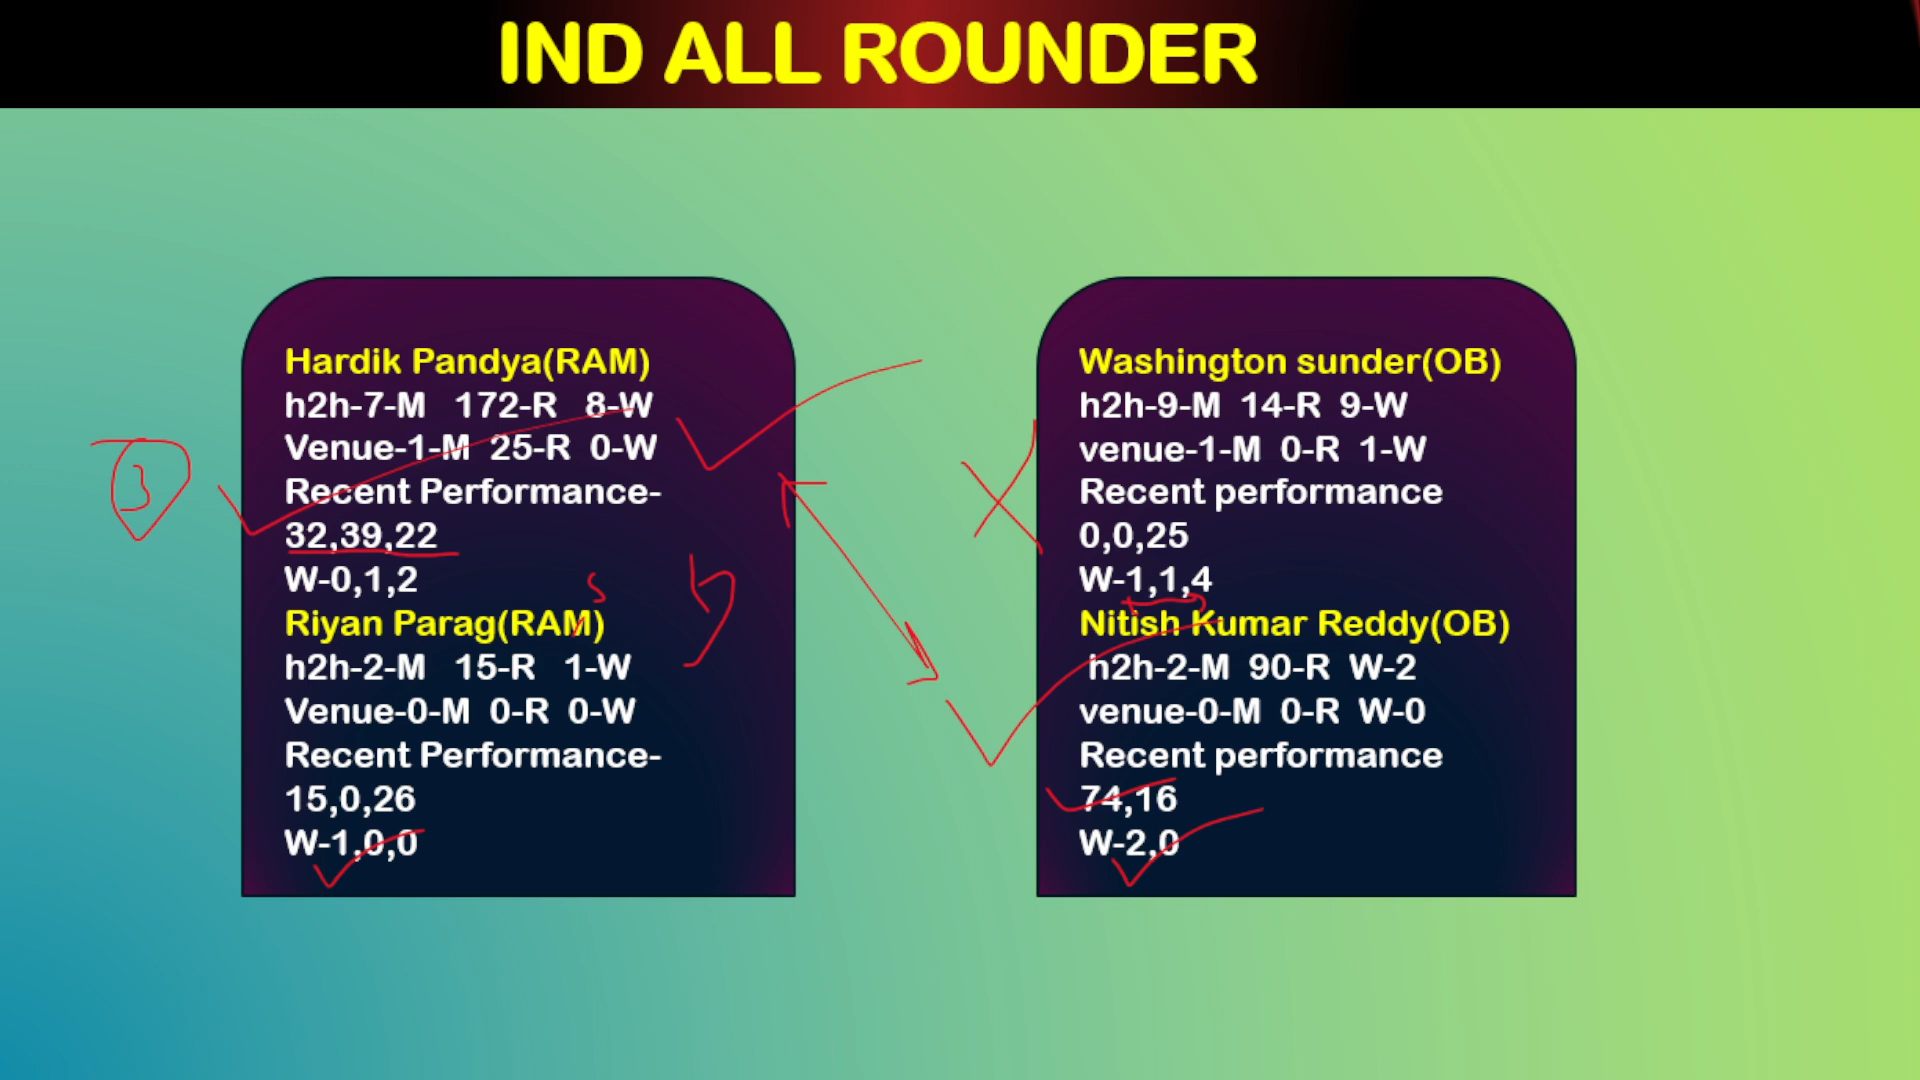 IND ALL ROUNDER
Hardik Pandya(RAM)
h2h-7-M 172-R 8-W
Venue-1-M 25-R 0-W
Recent Performance-
32,39,22
W-0,1,2
Riyan Parag(RAM)
h2h-2-M 15-R 1-W
Venue-0-M 0-R 0-W
Recent Performance-
15,0,26
W-1,0,0
Washington sunder(OB)
h2h-9-M 14-R 9-W
venue-1-M 0-R 1-W
Recent performance
0,0,25
W-1,1,4
Nitish Kumar Reddy(OB)
h2h-2-M 90-R W-2
venue-0-M 0-R W-0
Recent performance
74,16
W-2,0